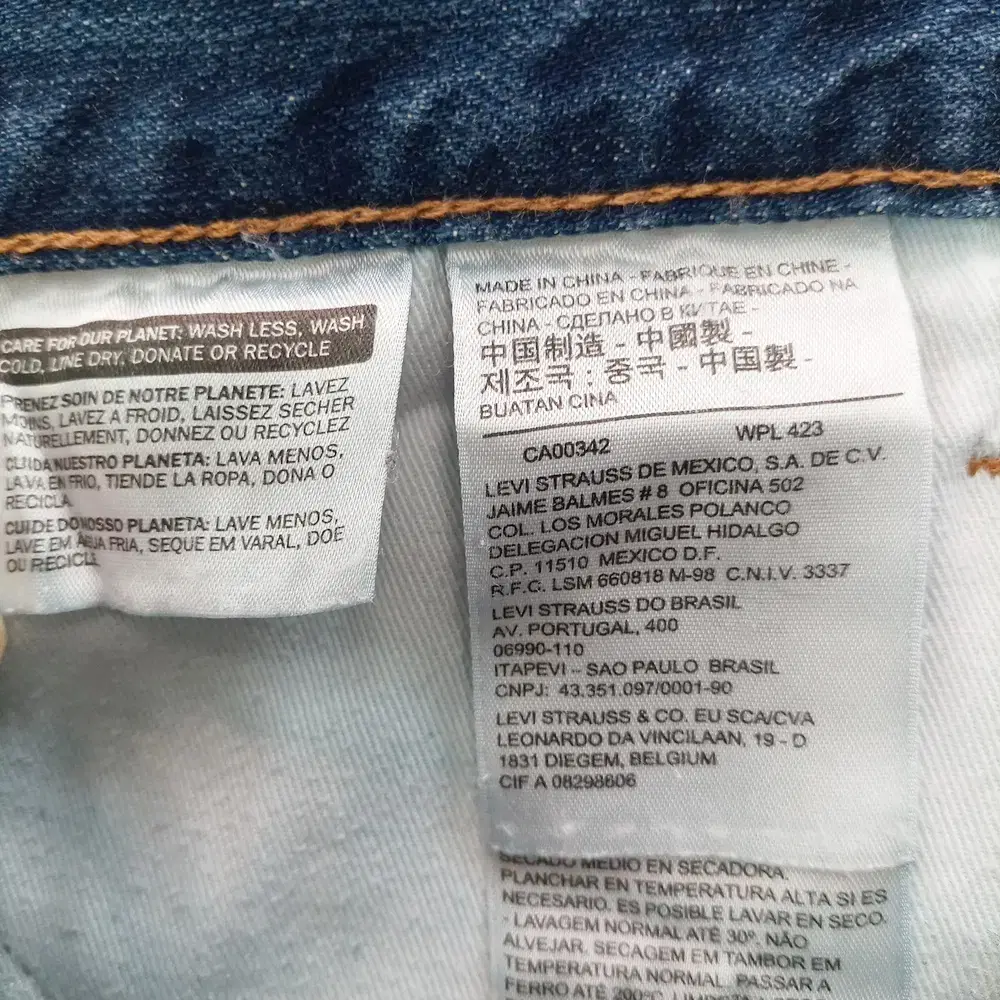 CARE FOR OUR PLANET: WASH LESS, WASH
COLD, LINE DRY, DONATE OR RECYCLE
PRENEZ SOIN DE NOTRE PLANETE: LAVEZ
MOINS, LAVEZ A FROID, LAISSEZ SECHER
NATURELLEMENT, DONNEZ OU RECYCLEZ
CUIDA NUESTRO PLANETA: LAVA MENOS,
LAVA EN FRIO, TIENDE LA ROPA, DONA O
RECICLA
CUIDE DO NOSSO PLANETA: LAVE MENOS,
LAVE EM ÁGUA FRIA, SEQUE EM VARAL, DOE
OU RECICLE
MADE IN CHINA - FABRIQUE EN CHINE -
FABRICADO EN CHINA - FABRICADO NA
CHINA - СДЕЛАНО В КИТАЕ -
中国制造 - 中國製 -
제조국 : 중국 - 中国製 -
BUATAN CINA
CA00342 WPL 423
LEVI STRAUSS DE MEXICO, S.A. DE C.V.
JAIME BALMES # 8 OFICINA 502
COL. LOS MORALES POLANCO
DELEGACION MIGUEL HIDALGO
C.P. 11510 MEXICO D.F.
R.F.C. LSM 660818 M-98 C.N.I.V. 3337
LEVI STRAUSS DO BRASIL
AV. PORTUGAL, 400
06990-110
ITAPEVI - SAO PAULO BRASIL
CNPJ: 43.351.097/0001-90
LEVI STRAUSS & CO. EU SCA/CVA
LEONARDO DA VINCILAAN, 19 - D
1831 DIEGEM, BELGIUM
CIF A 08298606
SECADO MEDIO EN SECADORA.
PLANCHAR EN TEMPERATURA ALTA SI ES
NECESARIO. ES POSIBLE LAVAR EN SECO.
- LAVAGEM NORMAL ATÉ 30º, NÃO
ALVEJAR. SECAGEM EM TAMBOR EM
TEMPERATURA NORMAL. PASSAR A
FERRO ATÉ 200°C. LIMPEZA